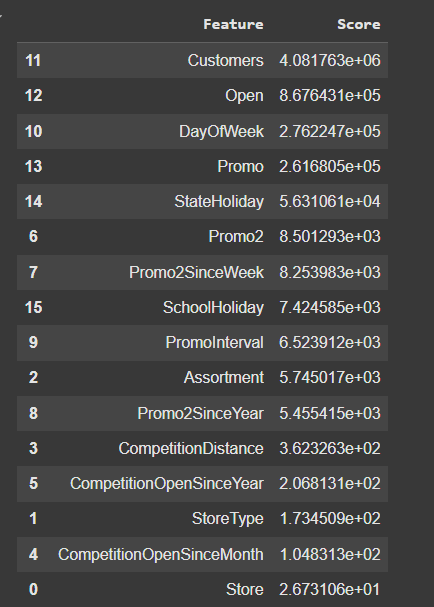 Feature Score
11 Customers 4.081763e+06
12 Open 8.676431e+05
10 DayOfWeek 2.762247e+05
13 Promo 2.616805e+05
14 StateHoliday 5.631061e+04
6 Promo2 8.501293e+03
7 Promo2SinceWeek 8.253983e+03
15 SchoolHoliday 7.424585e+03
9 PromoInterval 6.523912e+03
2 Assortment 5.745017e+03
8 Promo2SinceYear 5.455415e+03
3 CompetitionDistance 3.623263e+02
5 CompetitionOpenSinceYear 2.068131e+02
1 StoreType 1.734509e+02
4 CompetitionOpenSinceMonth 1.048313e+02
0 Store 2.673106e+01